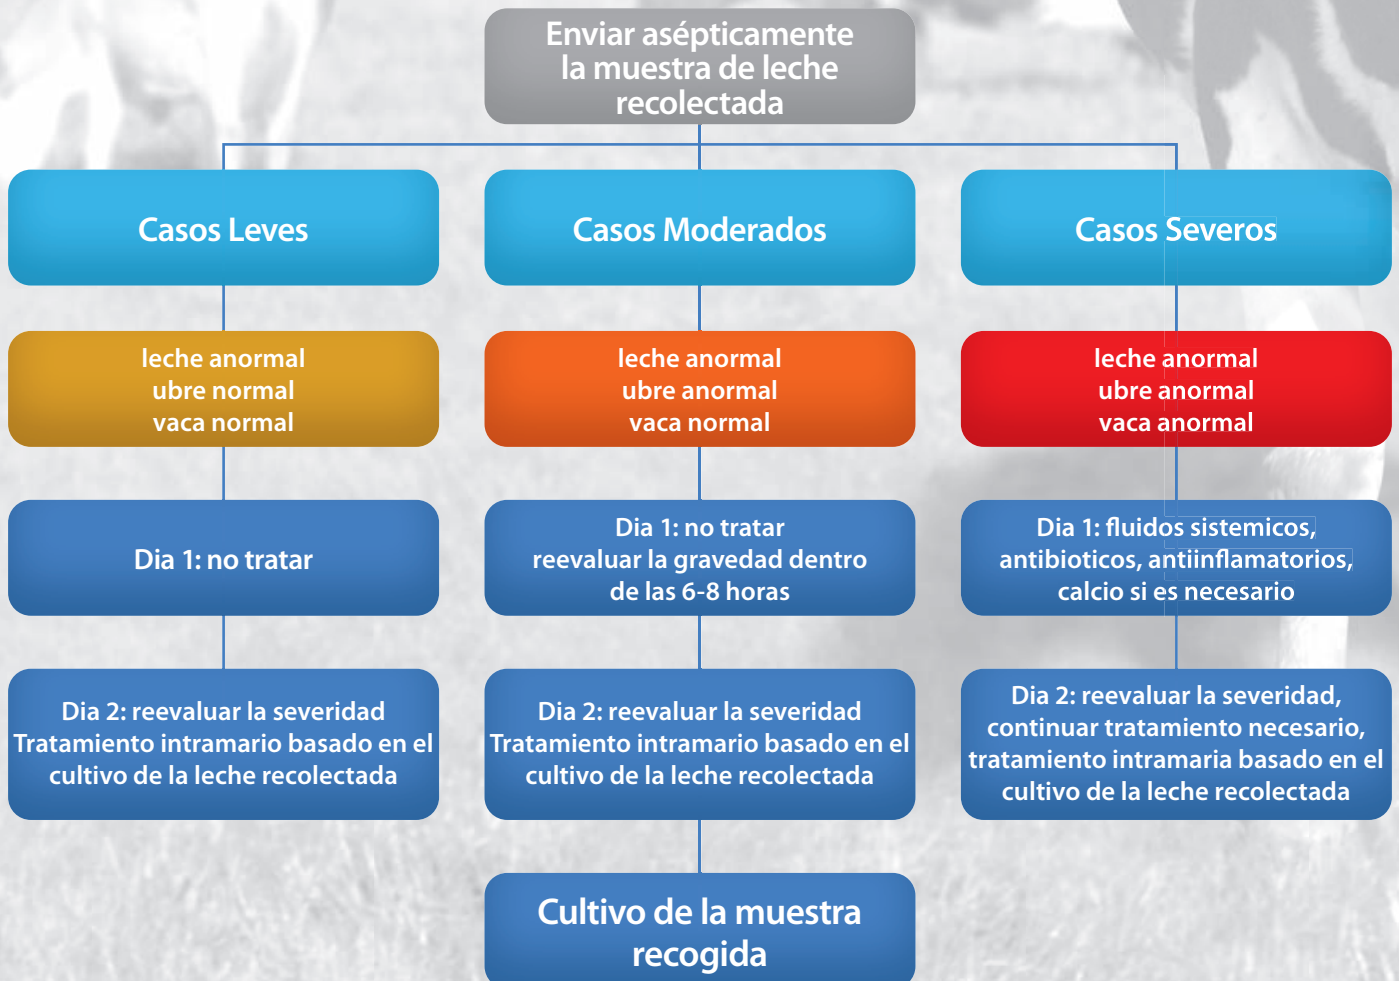 Enviar asépticamente
la muestra de leche
recolectada
Casos Leves
Casos Moderados
Casos Severos
leche anormal
ubre normal
vaca normal
leche anormal
ubre anormal
vaca normal
leche anormal
ubre anormal
vaca anormal
Dia 1: no tratar
Dia 1: no tratar
reevaluar la gravedad dentro
de las 6-8 horas
Dia 1: fluidos sistemicos,
antibioticos, antiinflamatorios,
calcio si es necesario
Dia 2: reevaluar la severidad
Tratamiento intramario basado en el
cultivo de la leche recolectada
Dia 2: reevaluar la severidad
Tratamiento intramario basado en el
cultivo de la leche recolectada
Dia 2: reevaluar la severidad,
continuar tratamiento necesario,
tratamiento intramaria basado en el
cultivo de la leche recolectada
Cultivo de la muestra
recogida